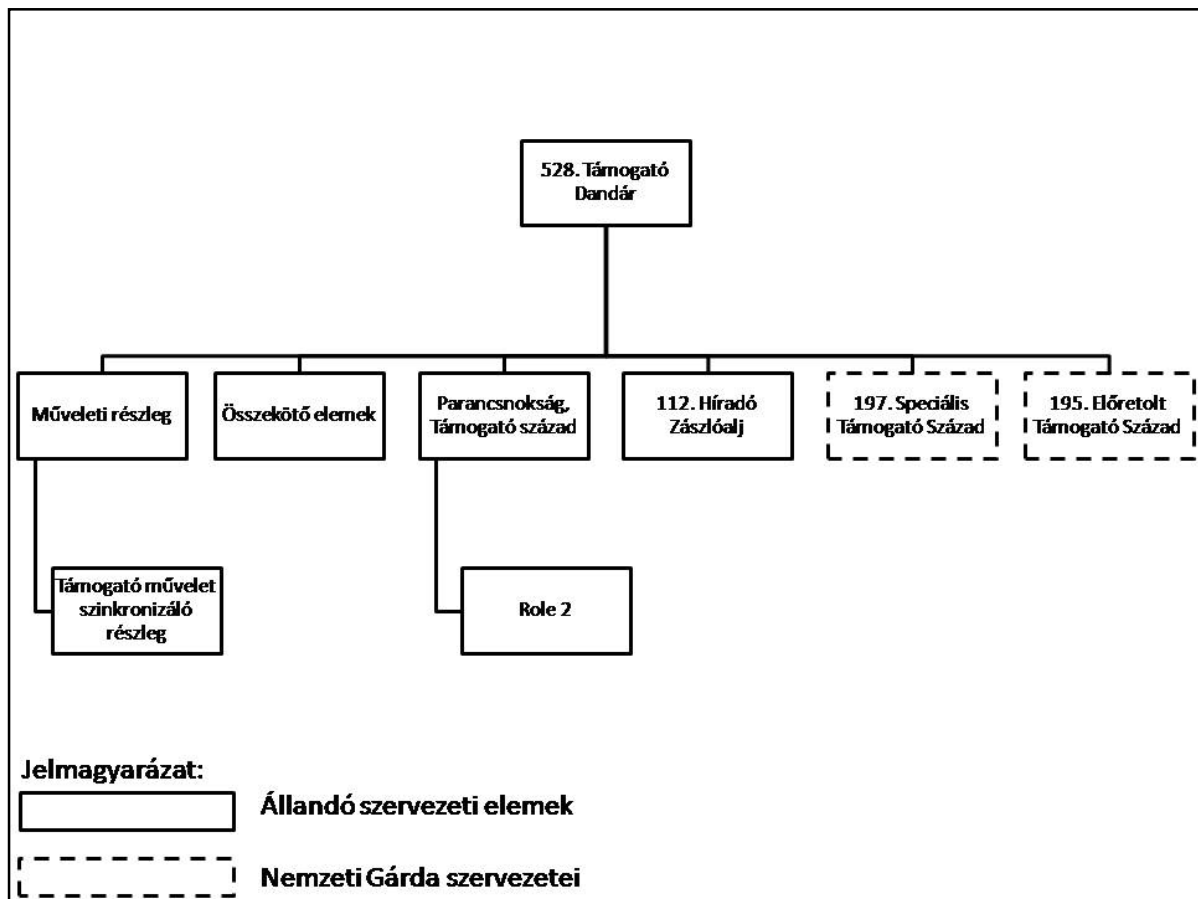 528. Támogató
Dandár
Műveleti részleg
Összekötő elemek
Parancsnokság,
Támogató század
112. Híradó
Zászlóalj
197. Speciális
Támogató Század
195. Előretolt
Támogató Század
Támogató művelet
szinkronizáló
részleg
Role 2
Jelmagyarázat:
Állandó szervezeti elemek
Nemzeti Gárda szervezetei